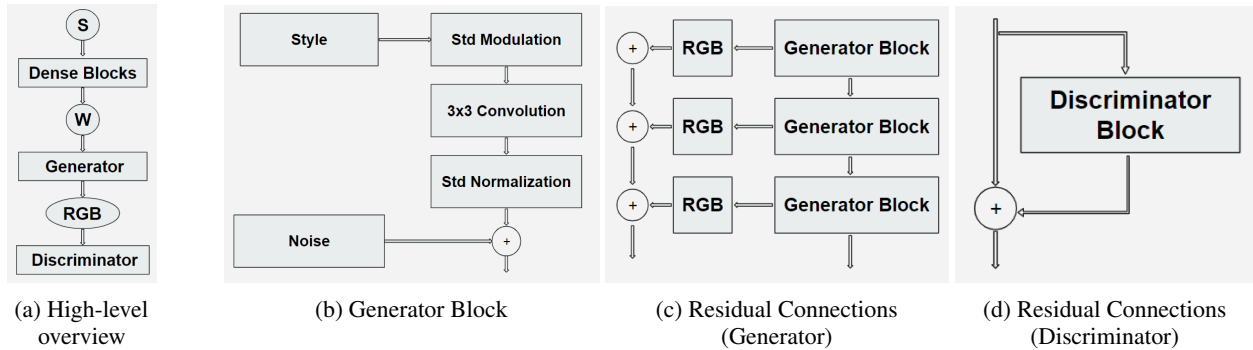 S
Dense Blocks
W
Generator
RGB
Discriminator
(a) High-level
overview
Style
Std Modulation
3x3 Convolution
Std Normalization
Noise
+
(b) Generator Block
+
RGB
Generator Block
+
RGB
Generator Block
+
RGB
Generator Block
(c) Residual Connections
(Generator)
Discriminator
Block
+
(d) Residual Connections
(Discriminator)